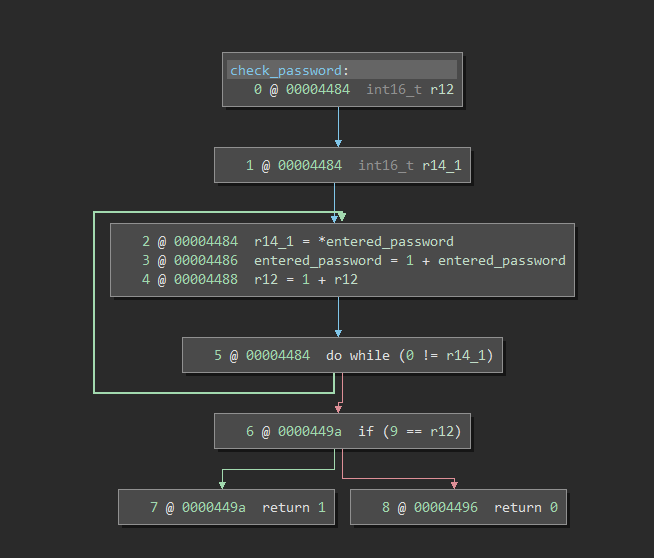 check_password:
0 @ 00004484  int16_t r12
1 @ 00004484  int16_t r14_1
2 @ 00004484  r14_1 = *entered_password
3 @ 00004486  entered_password = 1 + entered_password
4 @ 00004488  r12 = 1 + r12
5 @ 00004484  do while (0 != r14_1)
6 @ 0000449a  if (9 == r12)
7 @ 0000449a  return 1
8 @ 00004496  return 0